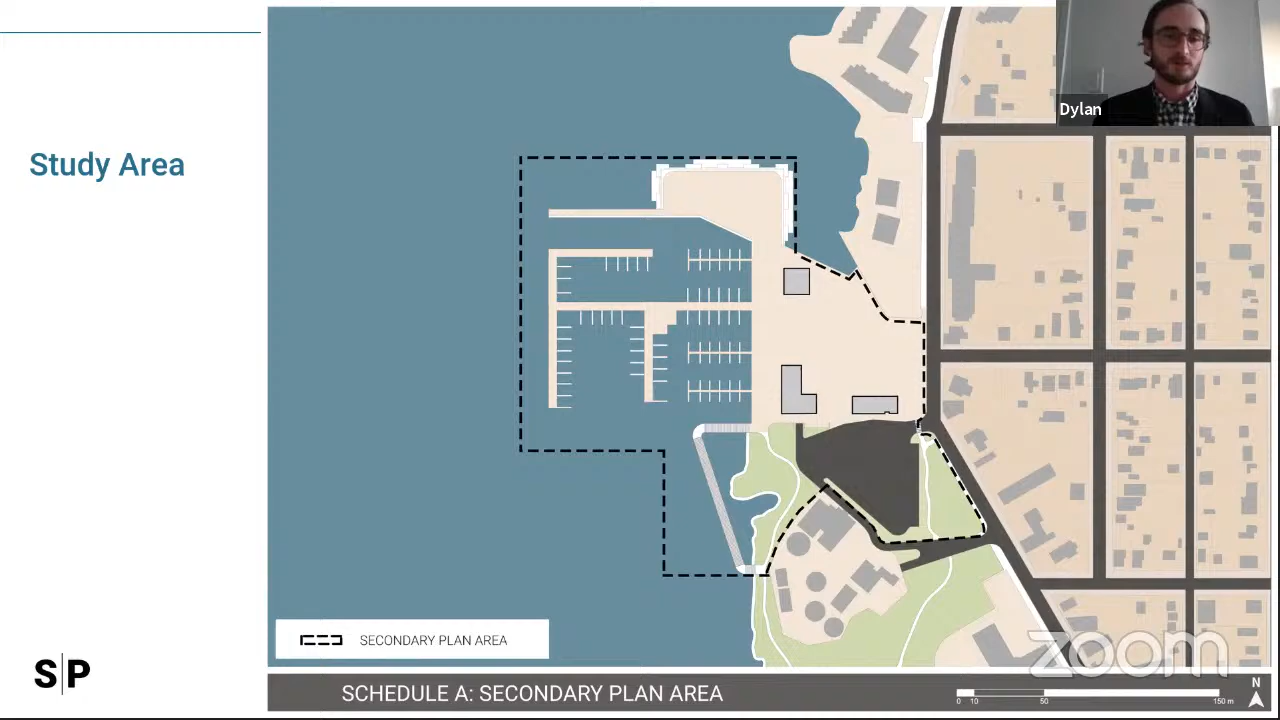 Study Area
Dylan
SECONDARY PLAN AREA
zoom
S|P
SCHEDULE A: SECONDARY PLAN AREA
0 10 50 150 m
N